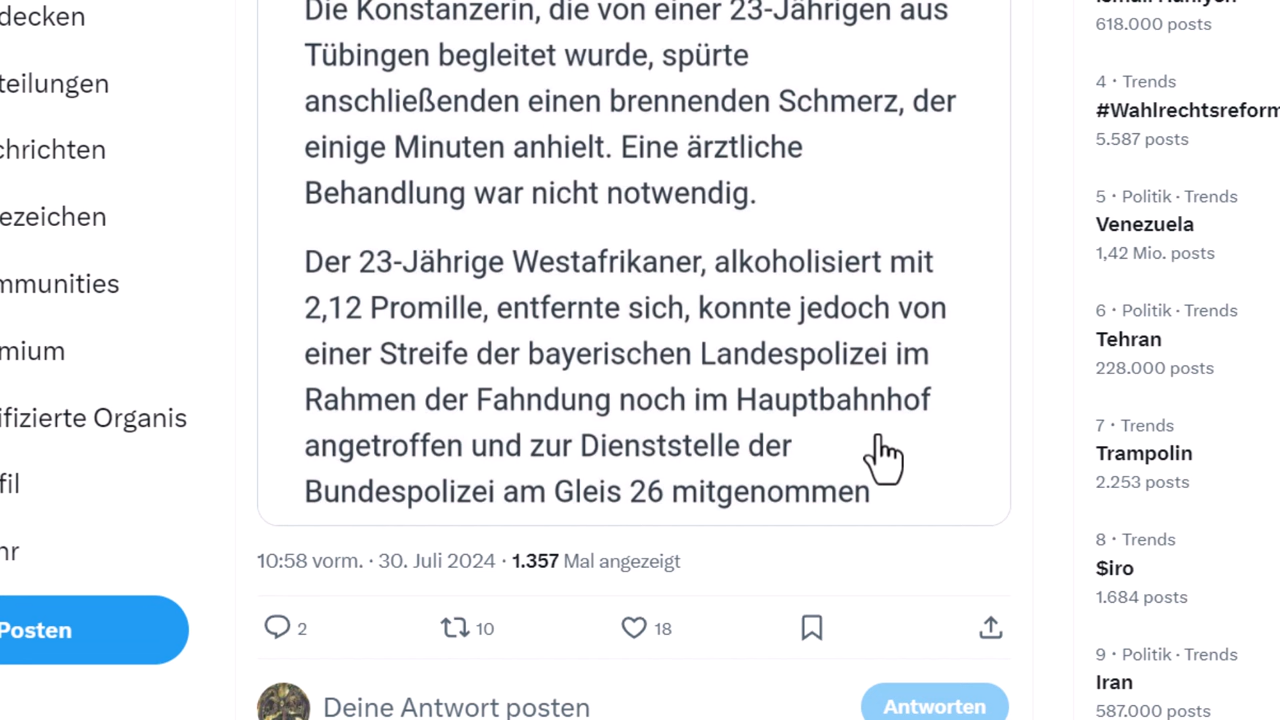 decken
teilungen
chrichten
ezeichen
mmunities
mium
ifizierte Organis
fil
hr
Posten
Die Konstanzerin, die von einer 23-Jährigen aus
Tübingen begleitet wurde, spürte
anschließenden einen brennenden Schmerz, der
einige Minuten anhielt. Eine ärztliche
Behandlung war nicht notwendig.
Der 23-Jährige Westafrikaner, alkoholisiert mit
2,12 Promille, entfernte sich, konnte jedoch von
einer Streife der bayerischen Landespolizei im
Rahmen der Fahndung noch im Hauptbahnhof
angetroffen und zur Dienststelle der
Bundespolizei am Gleis 26 mitgenommen
10:58 vorm. · 30. Juli 2024 · 1.357 Mal angezeigt
2 10 18
Deine Antwort posten
Antworten
618.000 posts
4 · Trends
#Wahlrechtsreform
5.587 posts
5 · Politik · Trends
Venezuela
1,42 Mio. posts
6 · Politik · Trends
Tehran
228.000 posts
7 · Trends
Trampolin
2.253 posts
8 · Trends
$iro
1.684 posts
9 · Politik · Trends
Iran
587.000 posts